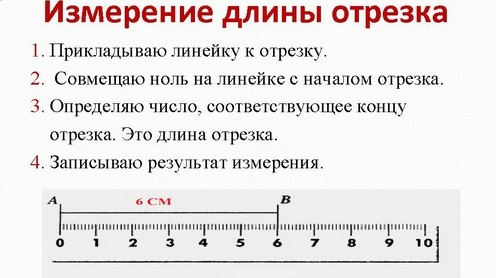 Измерение длины отрезка
1. Прикладываю линейку к отрезку.
2. Совмещаю ноль на линейке с началом отрезка.
3. Определяю число, соответствующее концу
отрезка. Это длина отрезка.
4. Записываю результат измерения.
A 6 СМ B
0 1 2 3 4 5 6 7 8 9 10